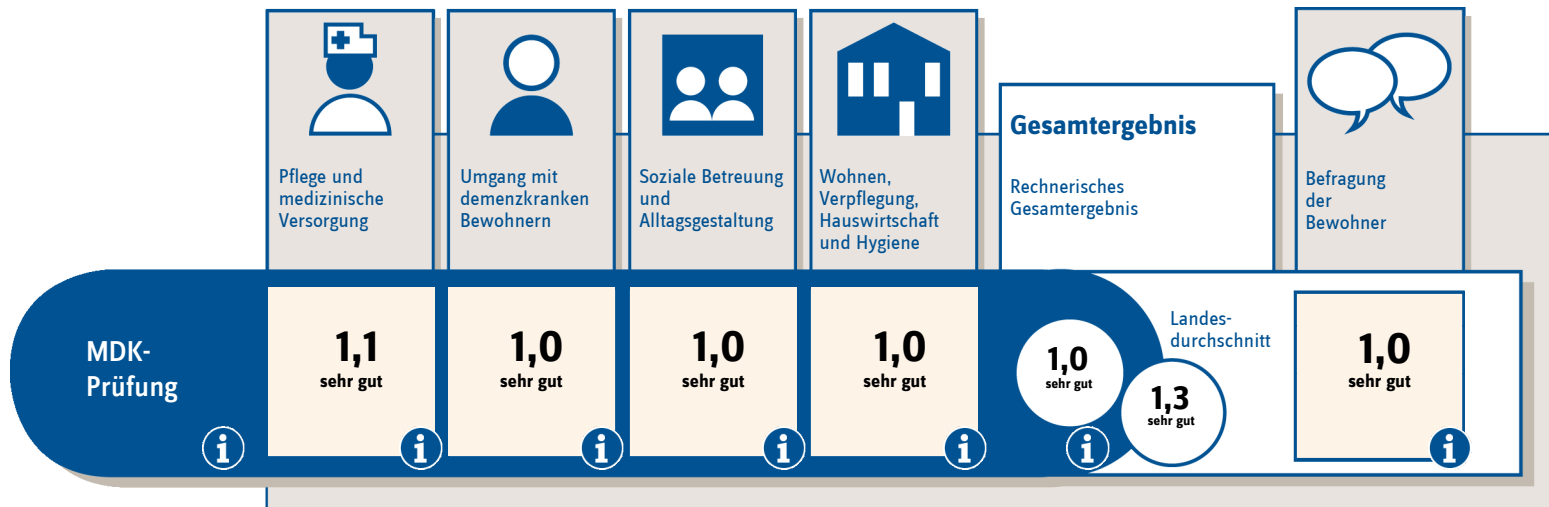 Pflege und
medizinische
Versorgung
Umgang mit
demenzkranken
Bewohnern
Soziale Betreuung
und
Alltagsgestaltung
Wohnen,
Verpflegung,
Hauswirtschaft
und Hygiene
Gesamtergebnis
Rechnerisches
Gesamtergebnis
Befragung
der
Bewohner
MDK-
Prüfung
i
1,1
sehr gut
i
1,0
sehr gut
i
1,0
sehr gut
i
1,0
sehr gut
i
1,0
sehr gut
i
Landes-
durchschnitt
1,3
sehr gut
1,0
sehr gut
i